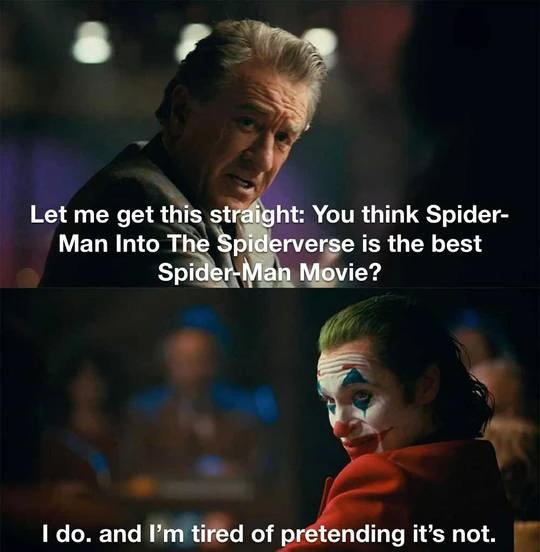 Let me get this straight: You think Spider-
Man Into The Spiderverse is the best
Spider-Man Movie?
I do. and I’m tired of pretending it’s not.